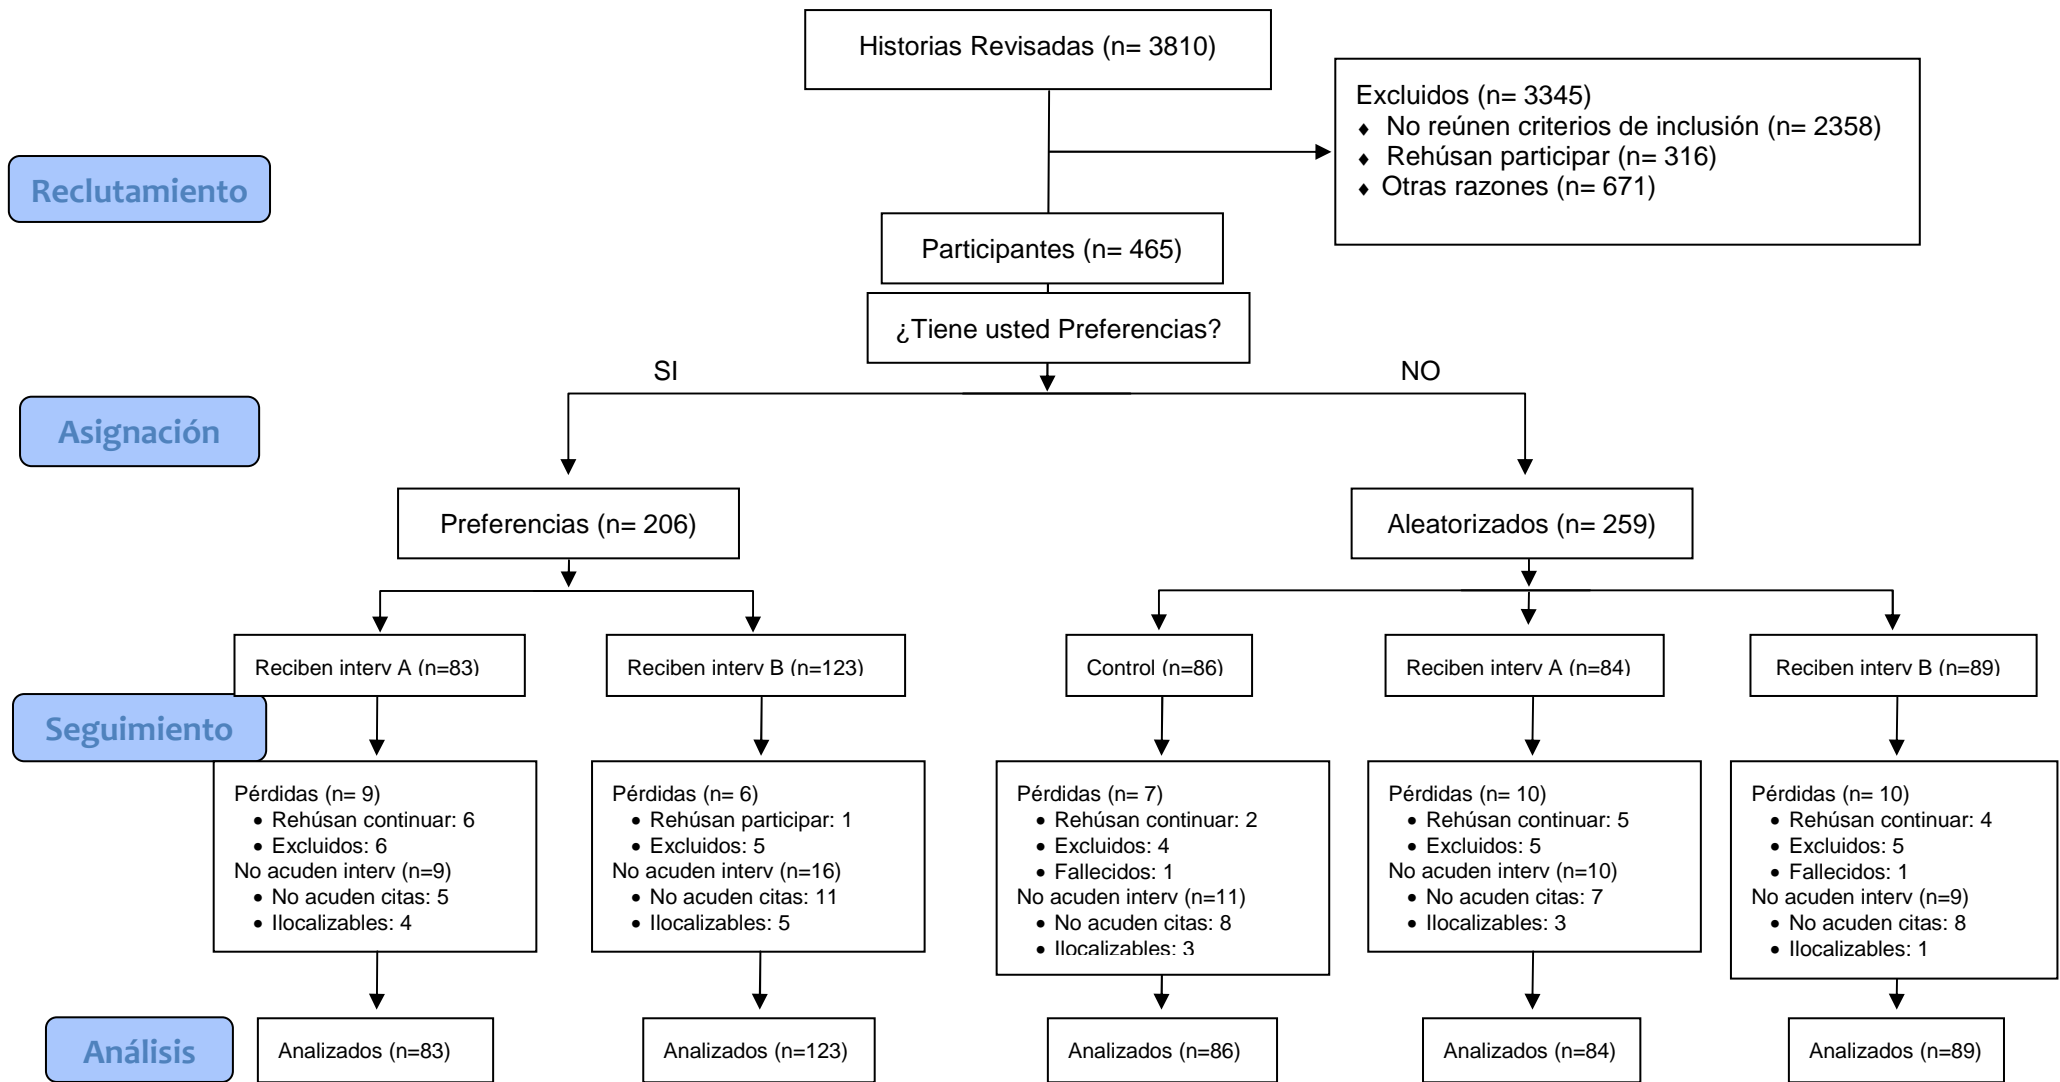 Historias Revisadas (n= 3810)
Excluidos (n= 3345)
♦ No reúnen criterios de inclusión (n= 2358)
♦ Rehúsan participar (n= 316)
♦ Otras razones (n= 671)
Reclutamiento
Participantes (n= 465)
¿Tiene usted Preferencias?
SI
NO
Asignación
Preferencias (n= 206)
Aleatorizados (n= 259)
Reciben interv A (n=83)
Reciben interv B (n=123)
Control (n=86)
Reciben interv A (n=84)
Reciben interv B (n=89)
Seguimiento
Pérdidas (n= 9)
• Rehúsan continuar: 6
• Excluidos: 6
No acuden interv (n=9)
• No acuden citas: 5
• Ilocalizables: 4
Pérdidas (n= 6)
• Rehúsan participar: 1
• Excluidos: 5
No acuden interv (n=16)
• No acuden citas: 11
• Ilocalizables: 5
Pérdidas (n= 7)
• Rehúsan continuar: 2
• Excluidos: 4
• Fallecidos: 1
No acuden interv (n=11)
• No acuden citas: 8
• Ilocalizables: 3
Pérdidas (n= 10)
• Rehúsan continuar: 5
• Excluidos: 5
No acuden interv (n=10)
• No acuden citas: 7
• Ilocalizables: 3
Pérdidas (n= 10)
• Rehúsan continuar: 4
• Excluidos: 5
• Fallecidos: 1
No acuden interv (n=9)
• No acuden citas: 8
• Ilocalizables: 1
Análisis
Analizados (n=83)
Analizados (n=123)
Analizados (n=86)
Analizados (n=84)
Analizados (n=89)